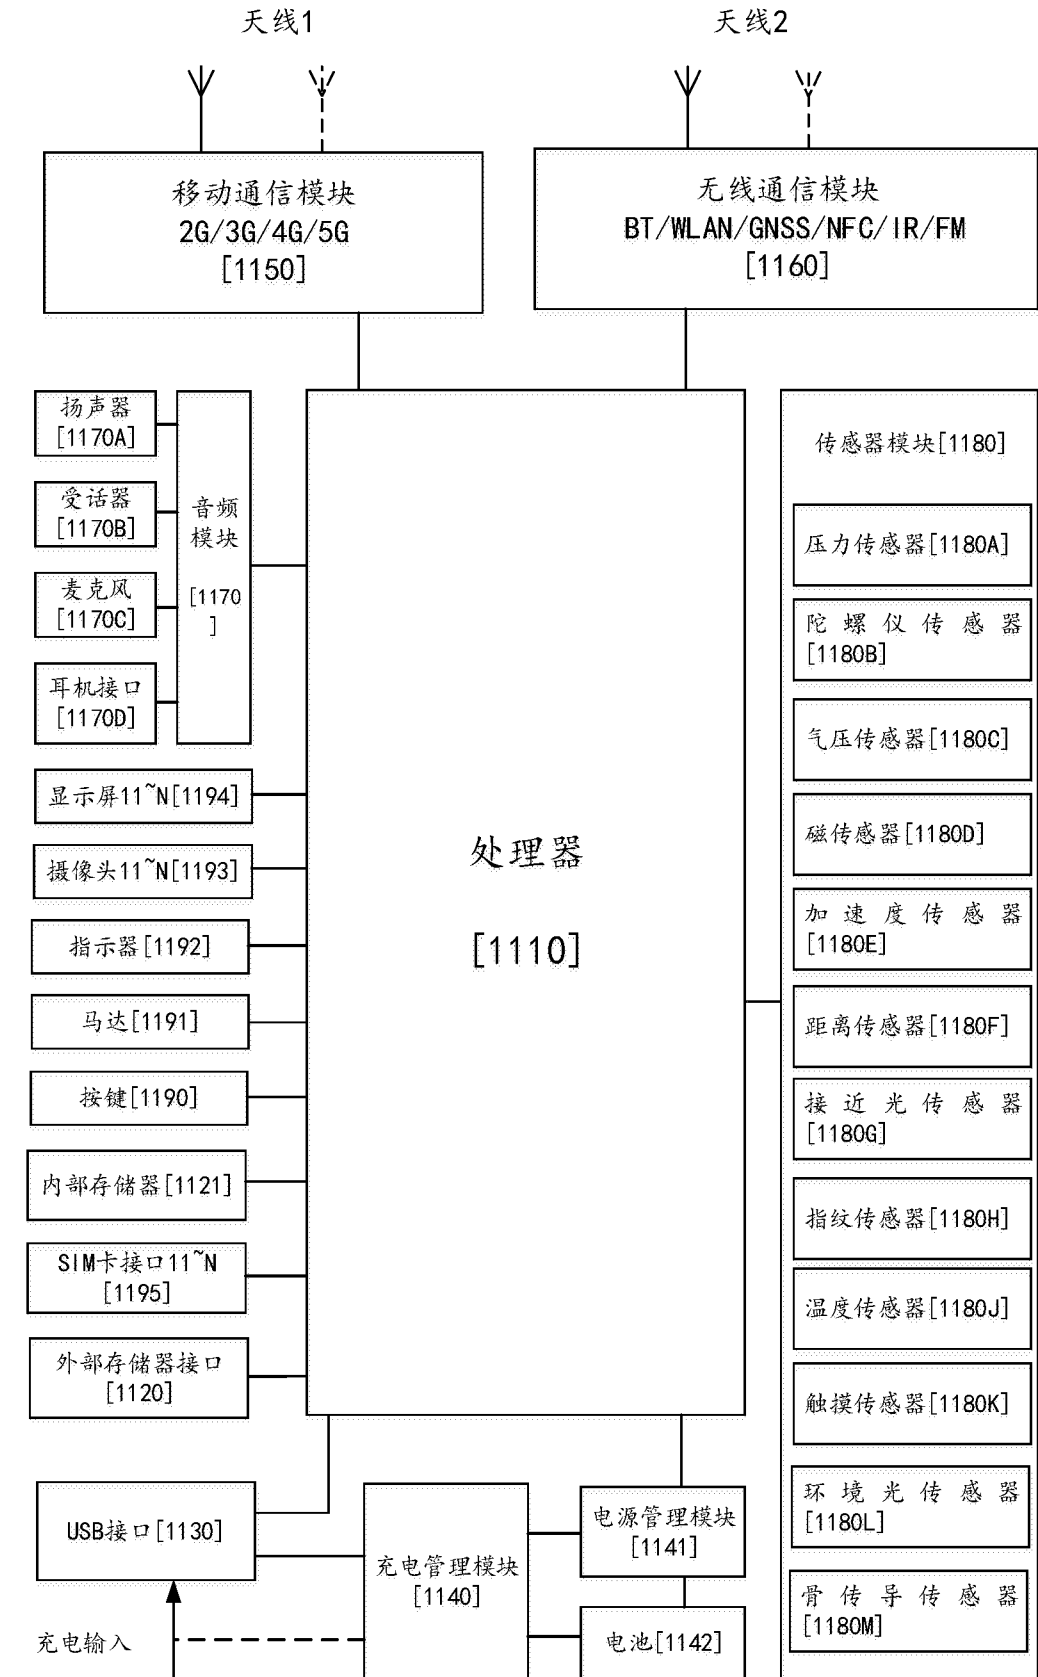 天线1
天线2
移动通信模块
2G/3G/4G/5G
[1150]
无线通信模块
BT/WLAN/GNSS/NFC/IR/FM
[1160]
扬声器
[1170A]
受话器
[1170B]
麦克风
[1170C]
耳机接口
[1170D]
音频
模块
[1170
]
显示屏11~N[1194]
摄像头11~N[1193]
指示器[1192]
马达[1191]
按键[1190]
内部存储器[1121]
SIM卡接口11~N
[1195]
外部存储器接口
[1120]
处理器
[1110]
传感器模块[1180]
压力传感器[1180A]
陀螺仪传感器
[1180B]
气压传感器[1180C]
磁传感器[1180D]
加速度传感器
[1180E]
距离传感器[1180F]
接近光传感器
[1180G]
指纹传感器[1180H]
温度传感器[1180J]
触摸传感器[1180K]
环境光传感器
[1180L]
骨传导传感器
[1180M]
USB接口[1130]
充电管理模块
[1140]
电源管理模块
[1141]
电池[1142]
充电输入